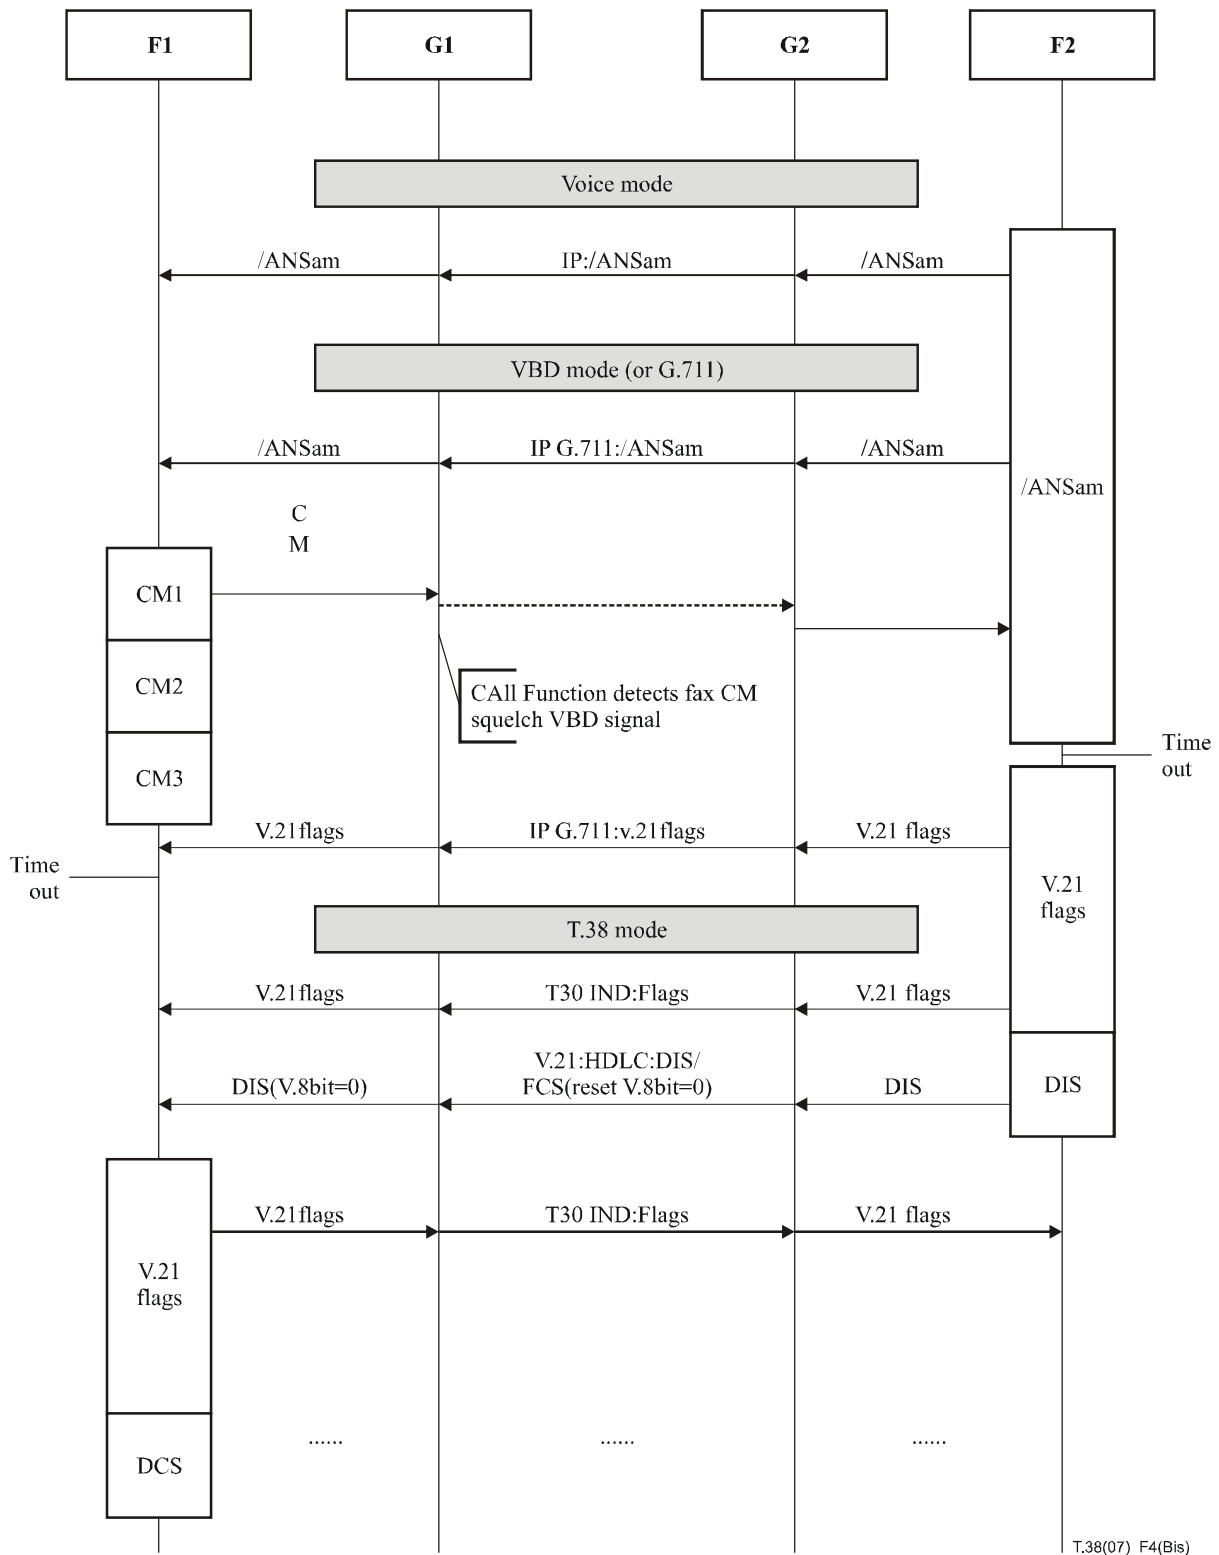 F1 G1 G2 F2
Voice mode
/ANSam IP:/ANSam /ANSam
VBD mode (or G.711)
/ANSam IP G.711:/ANSam /ANSam
/ANSam
C
M
CM1
CM2
CAll Function detects fax CM
squelch VBD signal
Time
out
CM3
V.21flags IP G.711:v.21flags V.21 flags
Time
out
V.21
flags
T.38 mode
V.21flags T30 IND:Flags V.21 flags
V.21:HDLC:DIS/
DIS(V.8bit=0) FCS(reset V.8bit=0) DIS DIS
V.21flags T30 IND:Flags V.21 flags
V.21
flags
...... ...... ......
DCS
T.38(07)_F4(Bis)